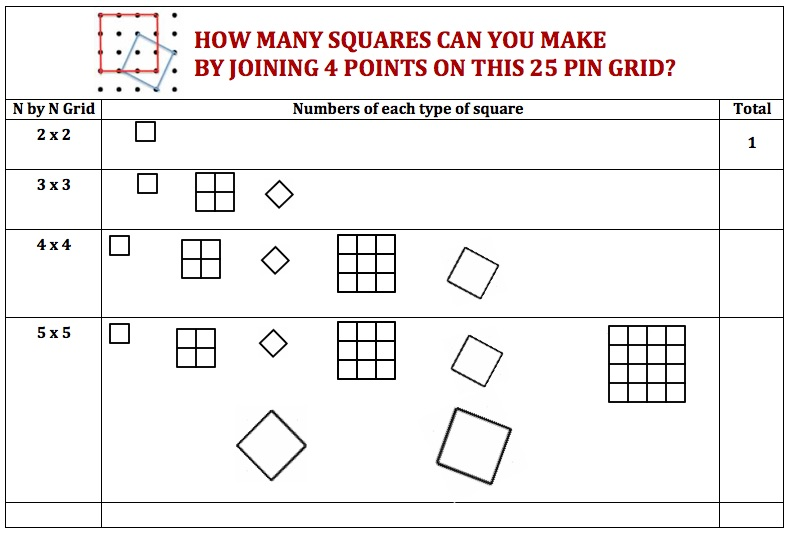 HOW MANY SQUARES CAN YOU MAKE
BY JOINING 4 POINTS ON THIS 25 PIN GRID?
N by N Grid Numbers of each type of square Total
2 x 2 1
3 x 3
4 x 4
5 x 5